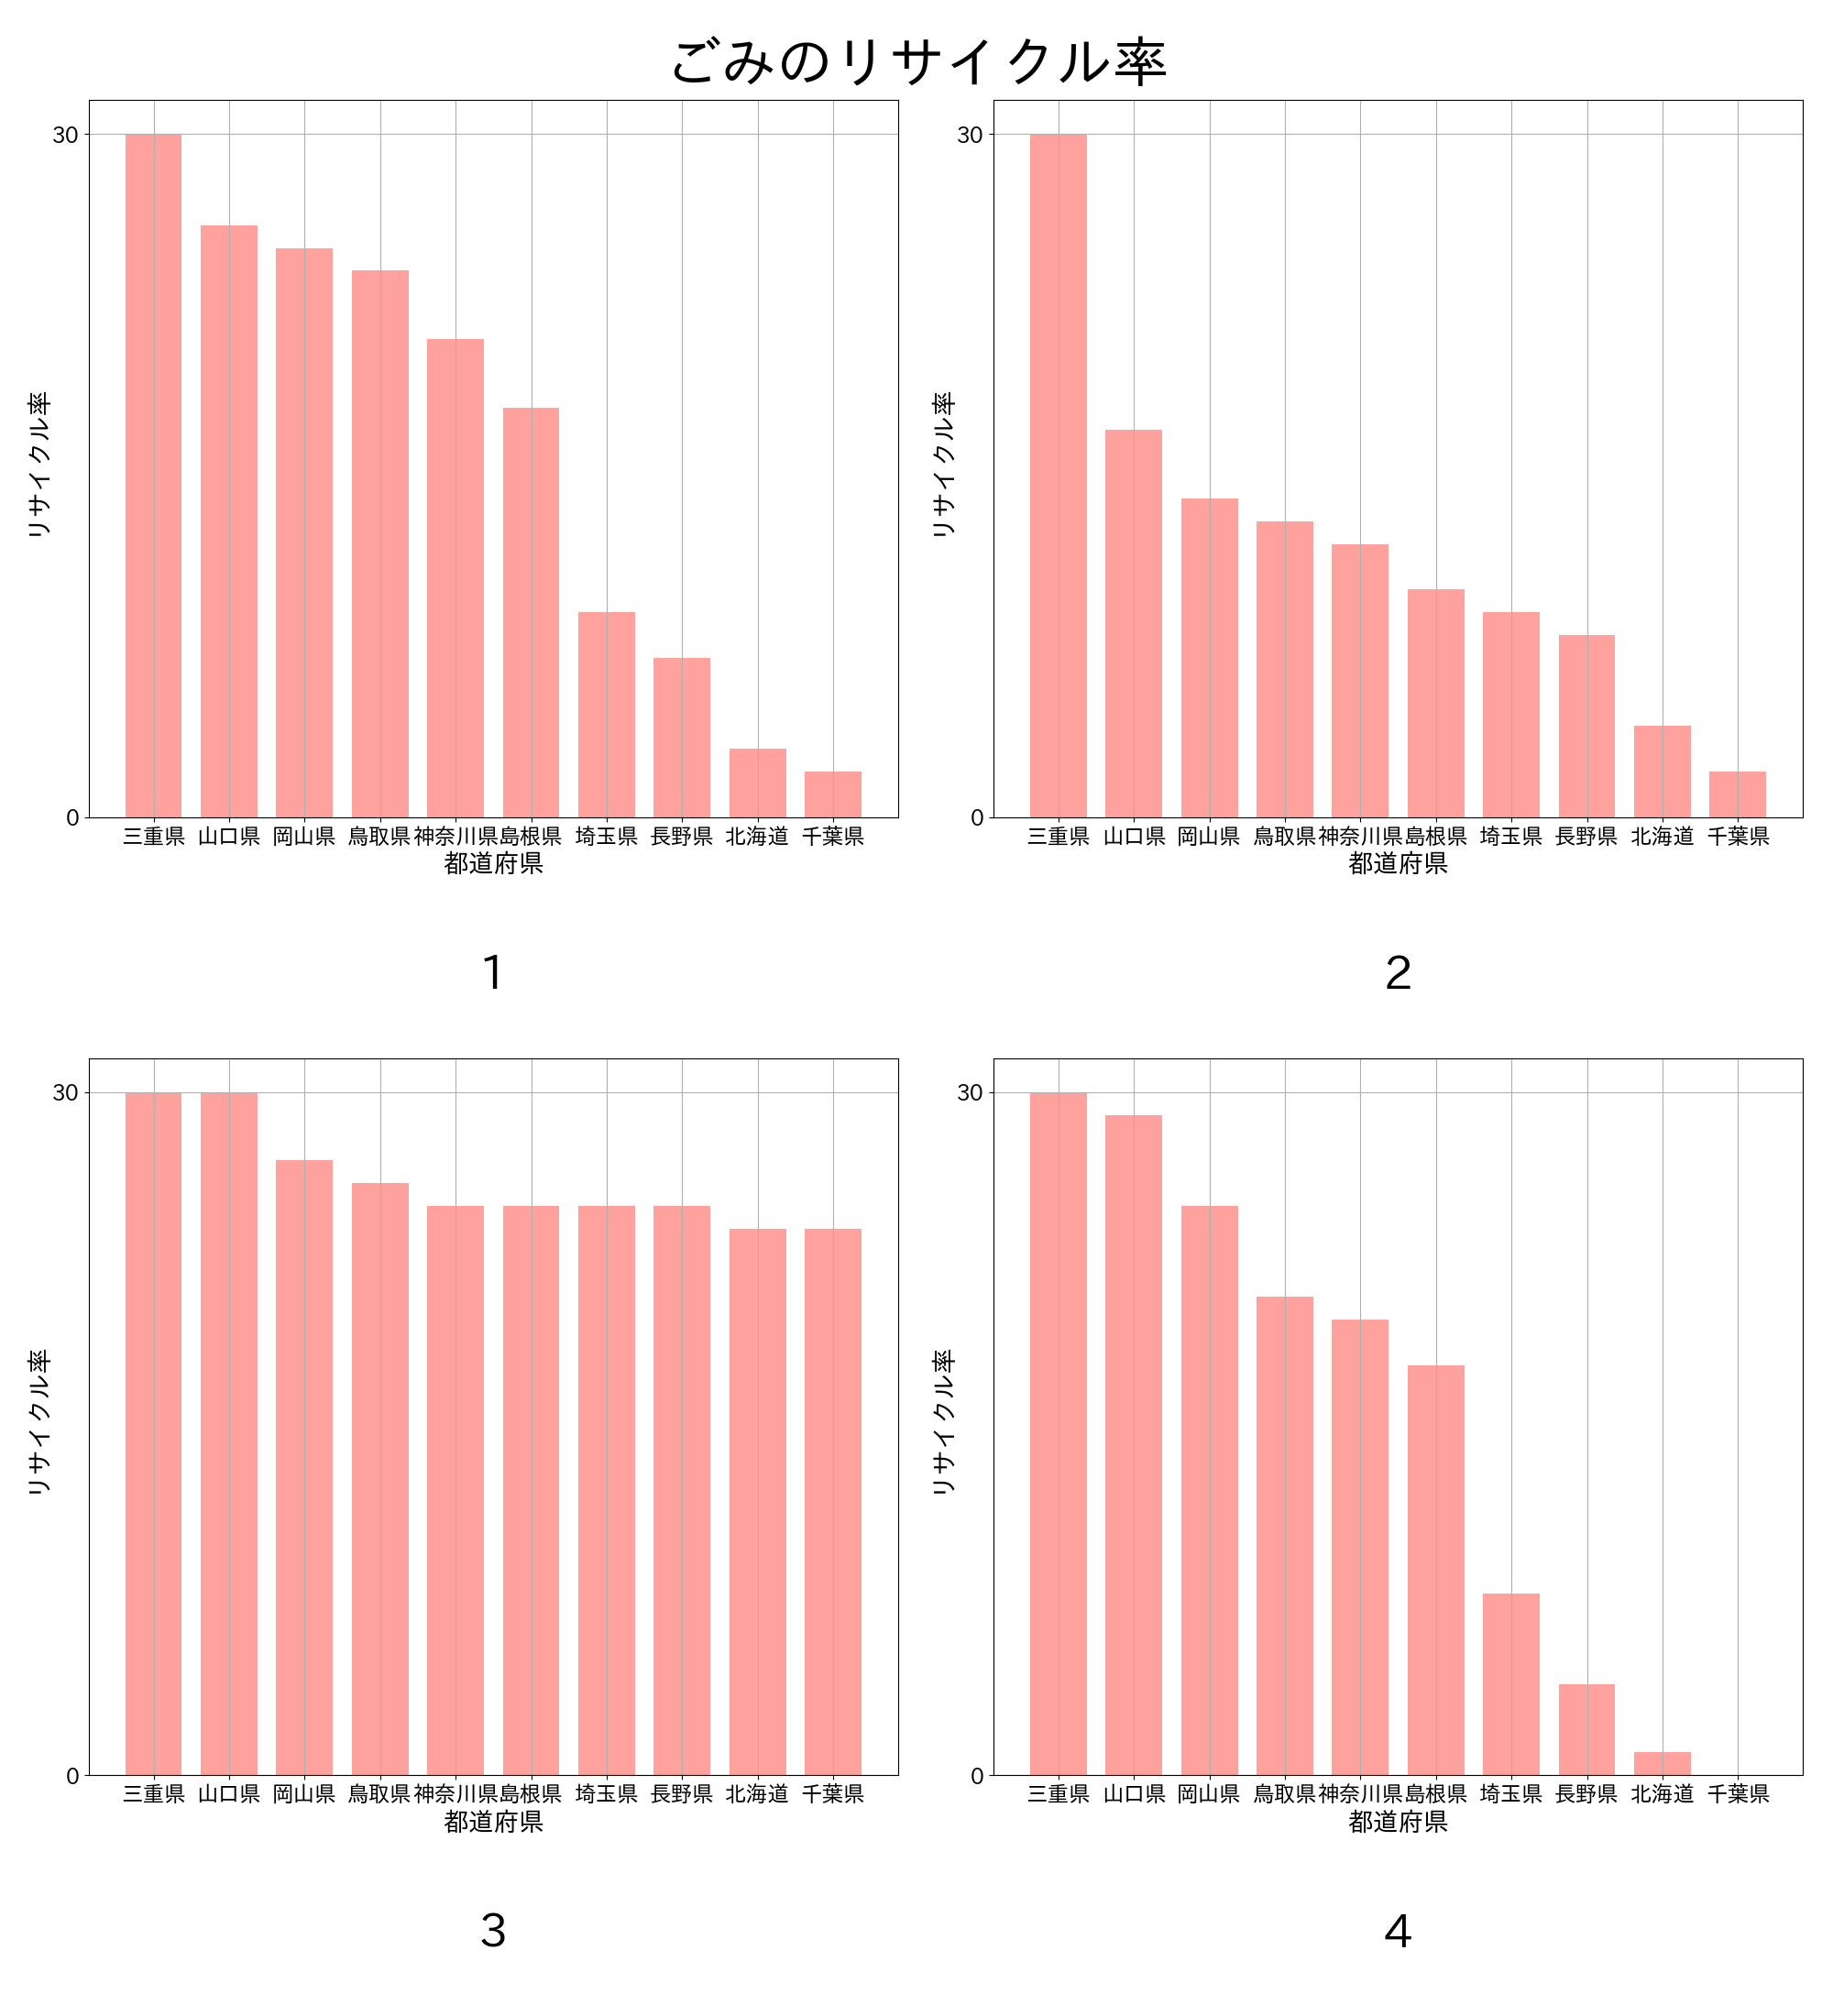 ごみのリサイクル率
30
0
リサイクル率
三重県 山口県 岡山県 鳥取県 神奈川県 島根県 埼玉県 長野県 北海道 千葉県
都道府県
1
30
0
リサイクル率
三重県 山口県 岡山県 鳥取県 神奈川県 島根県 埼玉県 長野県 北海道 千葉県
都道府県
2
30
0
リサイクル率
三重県 山口県 岡山県 鳥取県 神奈川県 島根県 埼玉県 長野県 北海道 千葉県
都道府県
3
30
0
リサイクル率
三重県 山口県 岡山県 鳥取県 神奈川県 島根県 埼玉県 長野県 北海道 千葉県
都道府県
4